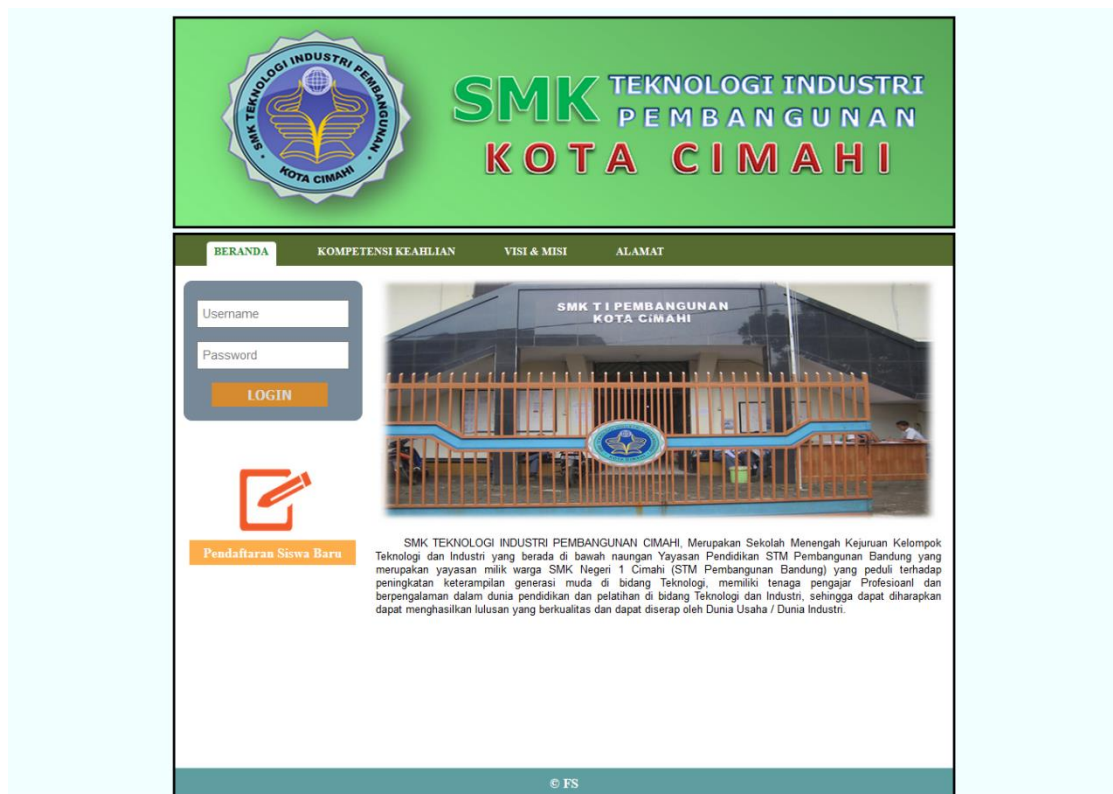 SMK TEKNOLOGI INDUSTRI PEMBANGUNAN
KOTA CIMAHI
SMK TEKNOLOGI INDUSTRI
PEMBANGUNAN
KOTA CIMAHI
BERANDA KOMPETENSI KEAHLIAN VISI & MISI ALAMAT
Username
Password
LOGIN
Pendaftaran Siswa Baru
SMK T I PEMBANGUNAN
KOTA CIMAHI
SMK TEKNOLOGI INDUSTRI PEMBANGUNAN CIMAHI, Merupakan Sekolah Menengah Kejuruan Kelompok
Teknologi dan Industri yang berada di bawah naungan Yayasan Pendidikan STM Pembangunan Bandung yang
merupakan yayasan milik warga SMK Negeri 1 Cimahi (STM Pembangunan Bandung) yang peduli terhadap
peningkatan keterampilan generasi muda di bidang Teknologi, memiliki tenaga pengajar Profesioanl dan
berpengalaman dalam dunia pendidikan dan pelatihan di bidang Teknologi dan Industri, sehingga dapat diharapkan
dapat menghasilkan lulusan yang berkualitas dan dapat diserap oleh Dunia Usaha / Dunia Industri.
© FS